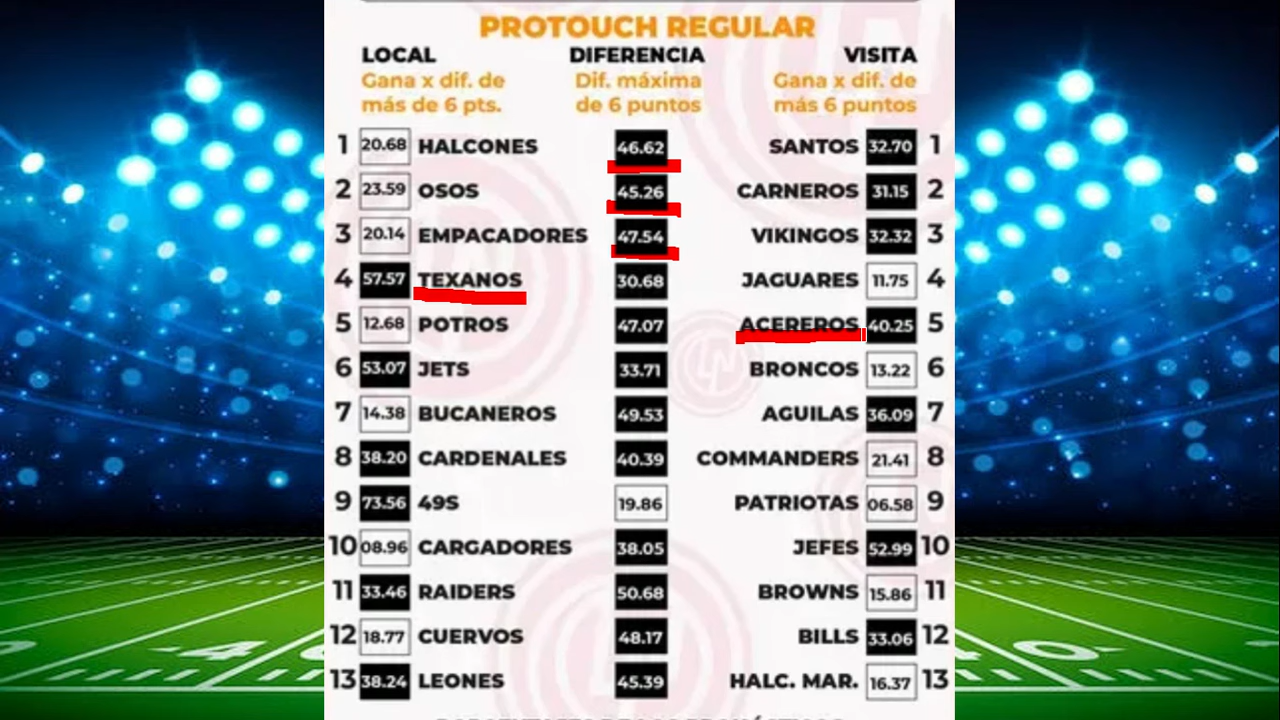 PROTOUCH REGULAR
LOCAL DIFERENCIA VISITA
Gana x dif. de Dif. máxima Gana x dif. de
más de 6 pts. de 6 puntos más 6 puntos
1 20.68 HALCONES 46.62 SANTOS 32.70 1
2 23.59 OSOS 45.26 CARNEROS 31.15 2
3 20.14 EMPACADORES 47.54 VIKINGOS 32.32 3
4 57.57 TEXANOS 30.68 JAGUARES 11.75 4
5 12.68 POTROS 47.07 ACEREROS 40.25 5
6 53.07 JETS 33.71 BRONCOS 13.22 6
7 14.38 BUCANEROS 49.53 AGUILAS 36.09 7
8 38.20 CARDENALES 40.39 COMMANDERS 21.41 8
9 73.56 49S 19.86 PATRIOTAS 06.58 9
10 08.96 CARGADORES 38.05 JEFES 52.99 10
11 33.46 RAIDERS 50.68 BROWNS 15.86 11
12 18.77 CUERVOS 48.17 BILLS 33.06 12
13 38.24 LEONES 45.39 HALC. MAR. 16.37 13